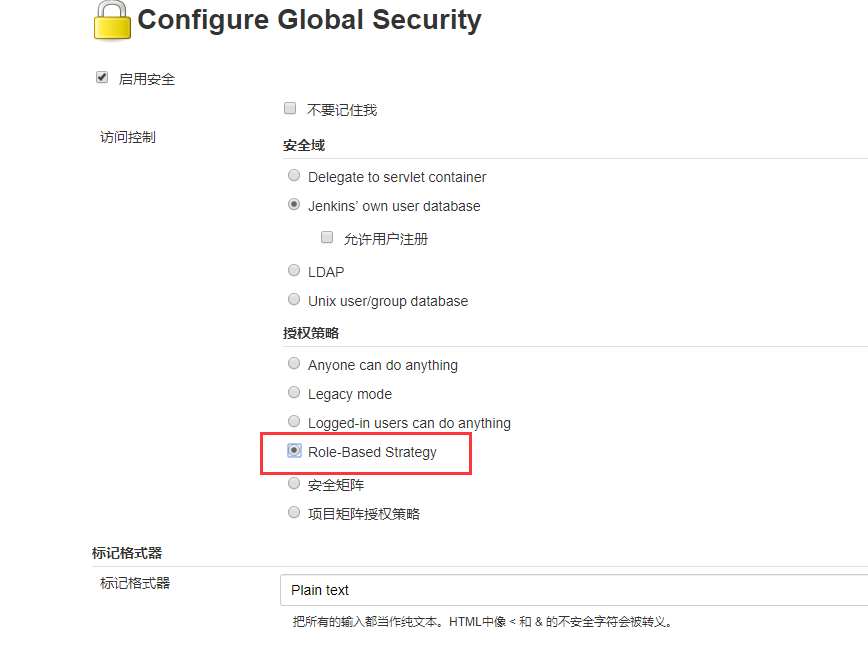 Configure Global Security
启用安全
不要记住我
访问控制
安全域
Delegate to servlet container
Jenkins’ own user database
允许用户注册
LDAP
Unix user/group database
授权策略
Anyone can do anything
Legacy mode
Logged-in users can do anything
Role-Based Strategy
安全矩阵
项目矩阵授权策略
标记格式器
标记格式器
Plain text
把所有的输入都当作纯文本。HTML中像 < 和 & 的不安全字符会被转义。